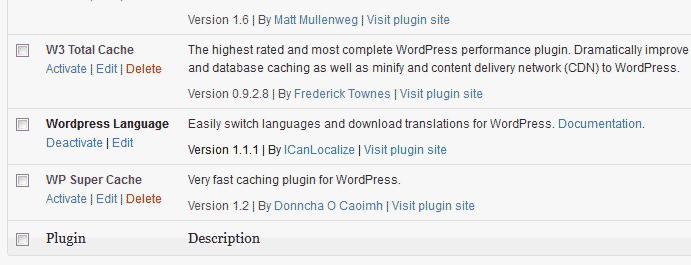 Version 1.6 | By Matt Mullenweg | Visit plugin site
W3 Total Cache
The highest rated and most complete WordPress performance plugin. Dramatically improve
Activate | Edit | Delete
and database caching as well as minify and content delivery network (CDN) to WordPress.
Version 0.9.2.8 | By Frederick Townes | Visit plugin site
Wordpress Language
Easily switch languages and download translations for WordPress. Documentation.
Deactivate | Edit
Version 1.1.1 | By ICanLocalize | Visit plugin site
WP Super Cache
Very fast caching plugin for WordPress.
Activate | Edit | Delete
Version 1.2 | By Donncha O Caoimh | Visit plugin site
Plugin
Description